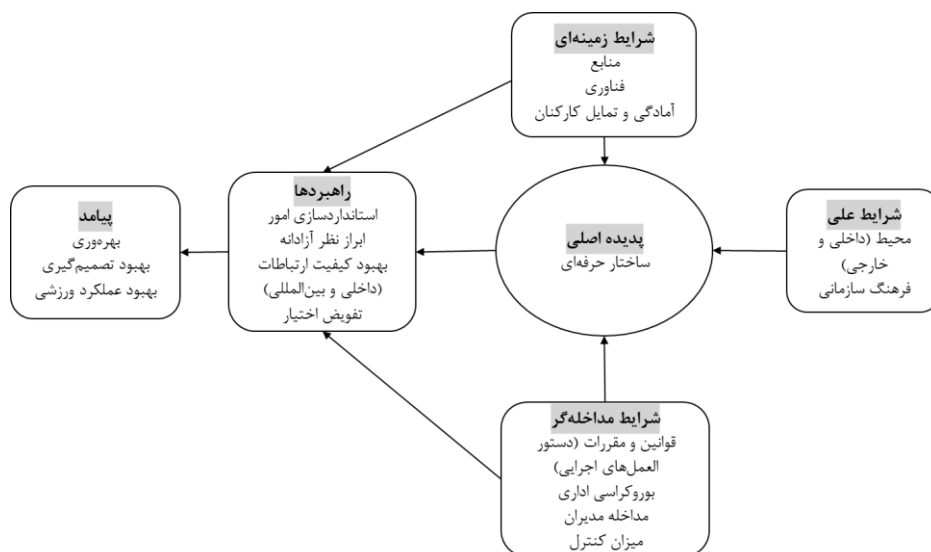 شرایط زمینه‌ای
منابع
فناوری
آمادگی و تمایل کارکنان
شرایط علی
محیط (داخلی و
خارجی)
فرهنگ سازمانی
پدیده اصلی
ساختار حرفه‌ای
راهبردها
استانداردسازی امور
ابراز نظر آزادانه
بهبود کیفیت ارتباطات
(داخلی و بین‌المللی)
تفویض اختیار
پیامد
بهره‌وری
بهبود تصمیم‌گیری
بهبود عملکرد ورزشی
شرایط مداخله‌گر
قوانین و مقررات (دستور
العمل‌های اجرایی)
بوروکراسی اداری
مداخله مدیران
میزان کنترل